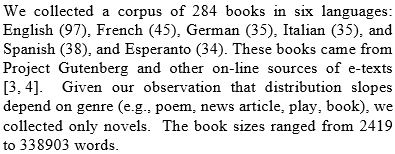 We collected a corpus of 284 books in six languages:
English (97), French (45), German (35), Italian (35), and
Spanish (38), and Esperanto (34). These books came from
Project Gutenberg and other on-line sources of e-texts
[3, 4]. Given our observation that distribution slopes
depend on genre (e.g., poem, news article, play, book), we
collected only novels. The book sizes ranged from 2419
to 338903 words.